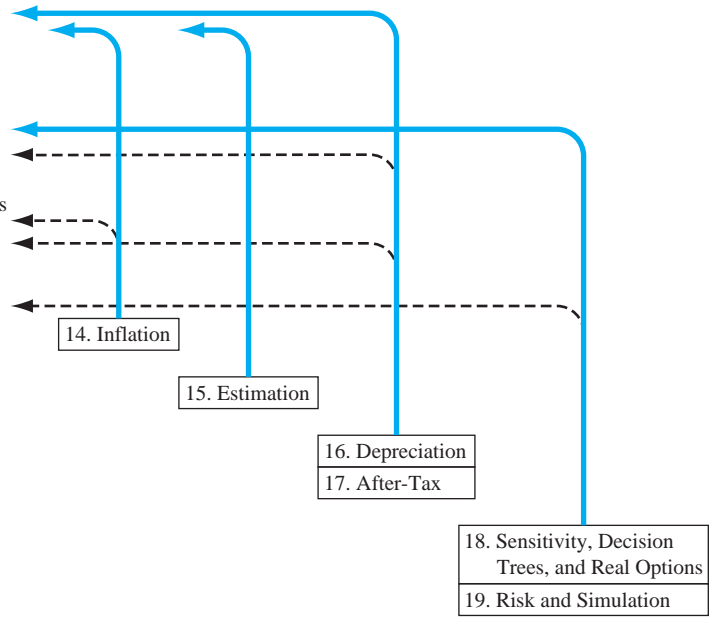 s
14. Inflation
15. Estimation
16. Depreciation
17. After-Tax
18. Sensitivity, Decision
Trees, and Real Options
19. Risk and Simulation